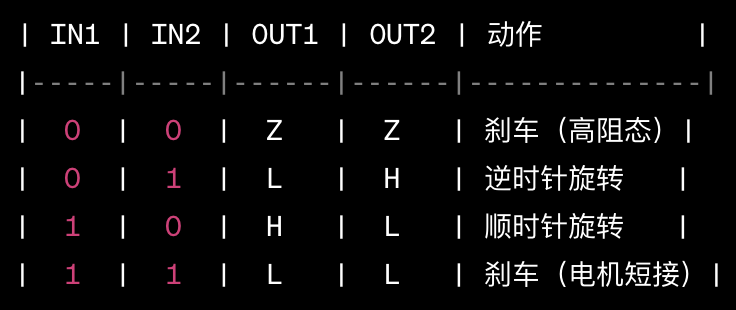 | IN1 | IN2 | OUT1 | OUT2 | 动作          |
|-----|-----|------|------|--------------|
|  0  |  0  |  Z   |  Z   | 刹车（高阻态）|
|  0  |  1  |  L   |  H   | 逆时针旋转    |
|  1  |  0  |  H   |  L   | 顺时针旋转    |
|  1  |  1  |  L   |  L   | 刹车（电机短接）|